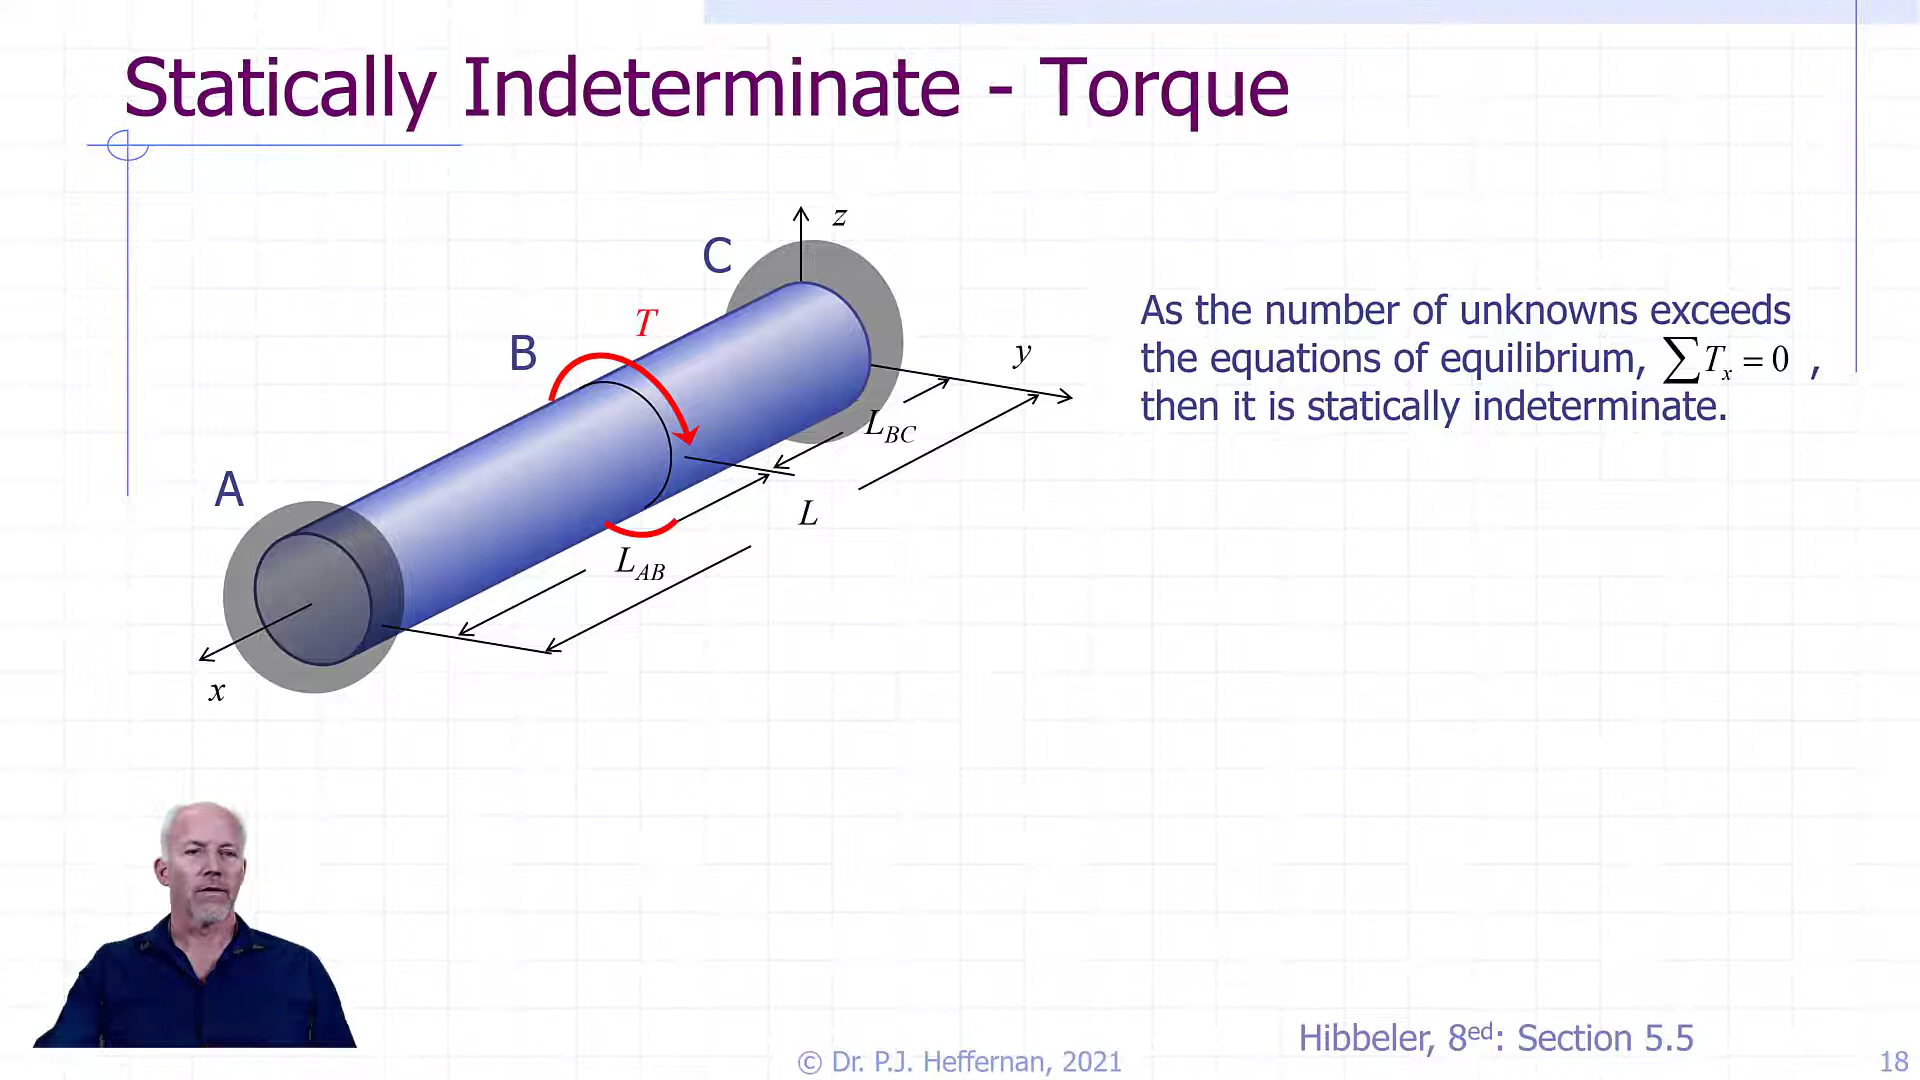 Statically Indeterminate - Torque
z
C
T
B
y
As the number of unknowns exceeds
the equations of equilibrium, ∑Tₓ = 0 ,
then it is statically indeterminate.
L_BC
A
L
L_AB
x
Hibbeler, 8ed: Section 5.5
© Dr. P.J. Heffernan, 2021
18